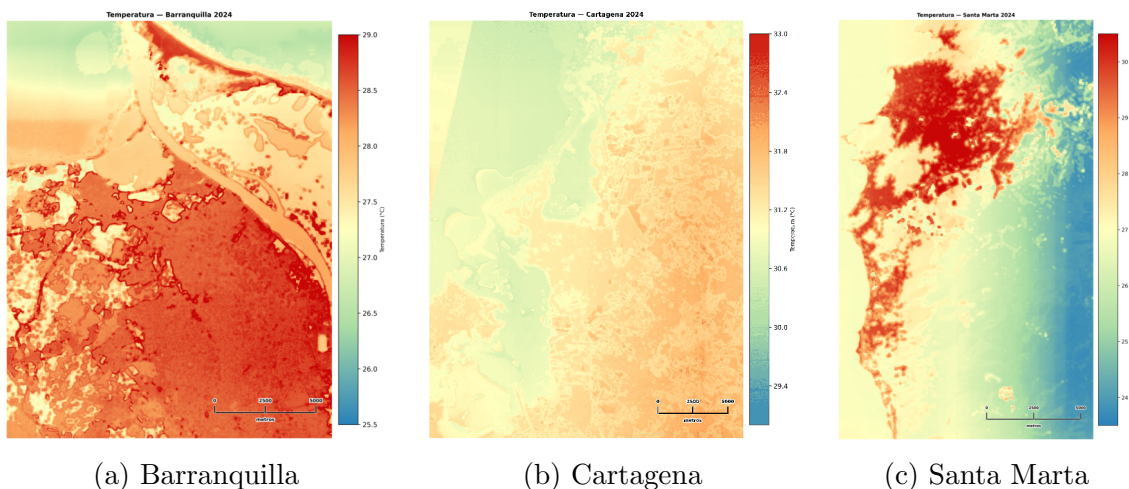 Temperatura — Barranquilla 2024
29.0
28.5
28.0
27.5
27.0
26.5
26.0
25.5
Temperatura (°C)
0 2500 5000
metros
(a) Barranquilla
Temperatura — Cartagena 2024
33.0
32.4
31.8
31.2
30.6
30.0
29.4
Temperatura (°C)
0 2500 5000
metros
(b) Cartagena
Temperatura — Santa Marta 2024
30
29
28
27
26
25
24
0 2500 5000
metros
(c) Santa Marta